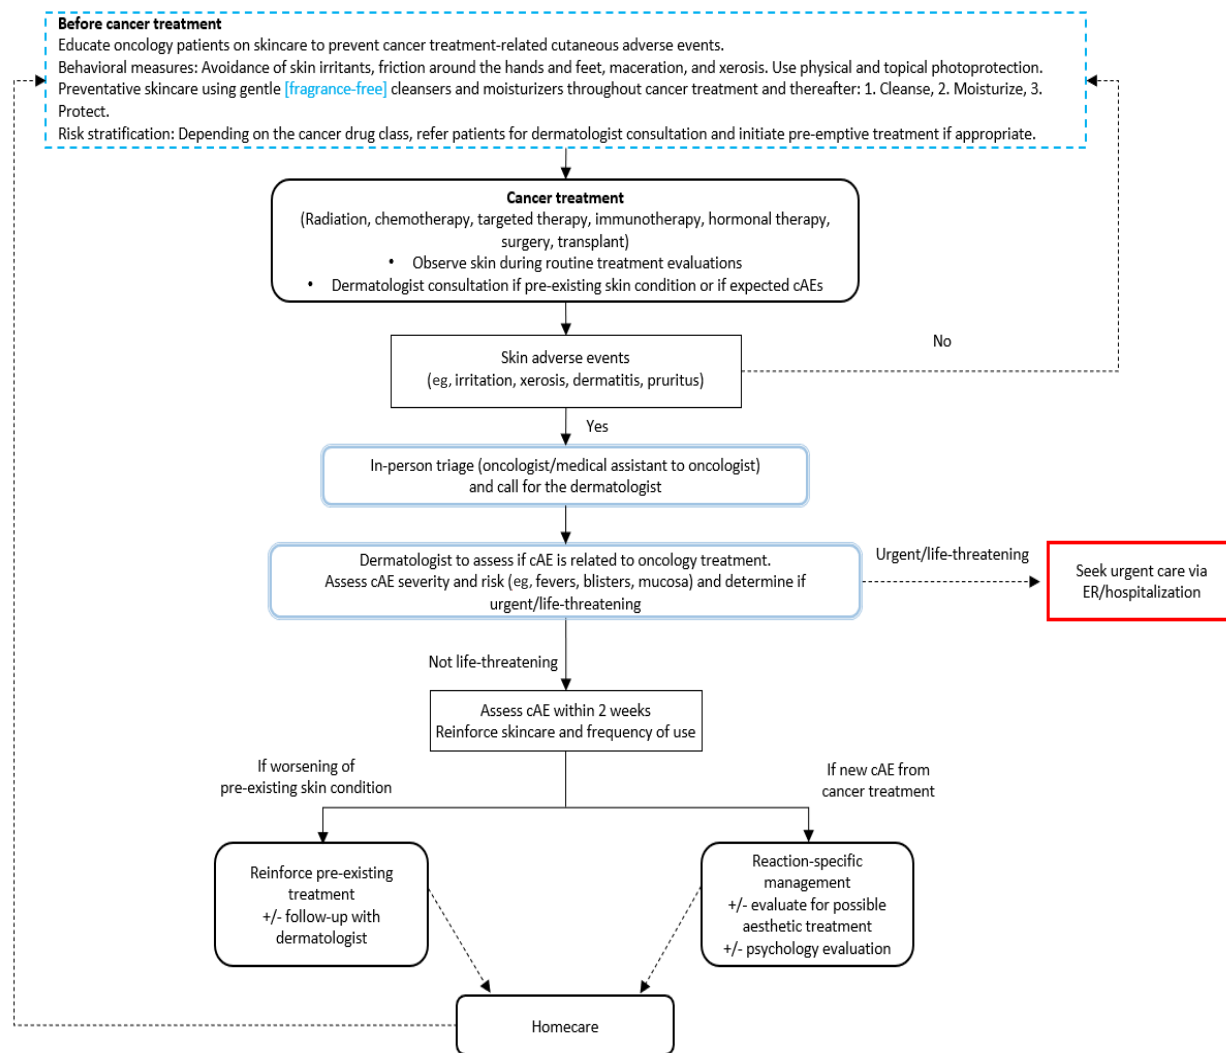 Before cancer treatment
Educate oncology patients on skincare to prevent cancer treatment-related cutaneous adverse events.
Behavioral measures: Avoidance of skin irritants, friction around the hands and feet, maceration, and xerosis. Use physical and topical photoprotection.
Preventative skincare using gentle [fragrance-free] cleansers and moisturizers throughout cancer treatment and thereafter: 1. Cleanse, 2. Moisturize, 3.
Protect.
Risk stratification: Depending on the cancer drug class, refer patients for dermatologist consultation and initiate pre-emptive treatment if appropriate.
Cancer treatment
(Radiation, chemotherapy, targeted therapy, immunotherapy, hormonal therapy,
surgery, transplant)
• Observe skin during routine treatment evaluations
• Dermatologist consultation if pre-existing skin condition or if expected cAEs
Skin adverse events
(eg, irritation, xerosis, dermatitis, pruritus)
No
Yes
In-person triage (oncologist/medical assistant to oncologist)
and call for the dermatologist
Dermatologist to assess if cAE is related to oncology treatment.
Assess cAE severity and risk (eg, fevers, blisters, mucosa) and determine if
urgent/life-threatening
Urgent/life-threatening
Seek urgent care via
ER/hospitalization
Not life-threatening
Assess cAE within 2 weeks
Reinforce skincare and frequency of use
If worsening of
pre-existing skin condition
If new cAE from
cancer treatment
Reinforce pre-existing
treatment
+/- follow-up with
dermatologist
Reaction-specific
management
+/- evaluate for possible
aesthetic treatment
+/- psychology evaluation
Homecare